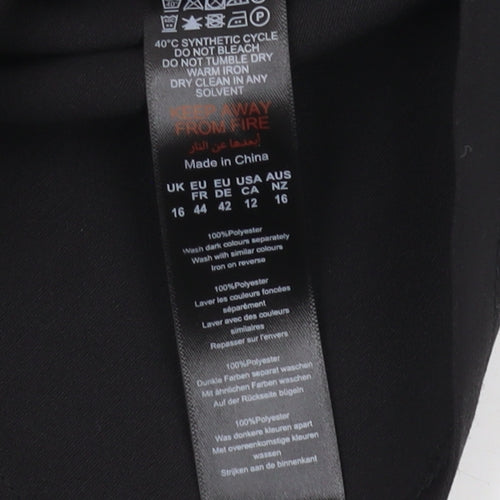 40°C SYNTHETIC CYCLE
DO NOT BLEACH
DO NOT TUMBLE DRY
WARM IRON
DRY CLEAN IN ANY
SOLVENT
KEEP AWAY
FROM FIRE
إبعدها عن النار
Made in China
UK EU FR EU DE USA CA AUS NZ
16 44 42 12 16
100%Polyester
Wash dark colours separately
Wash with similar colours
Iron on reverse
100%Polyester
Laver les couleurs foncées
séparément
Laver avec des couleurs
similaires
Repasser sur l'envers
100%Polyester
Dunkle Farben separat waschen
Mit ähnlichen Farben waschen
Auf der Rückseite bügeln
100%Polyester
Was donkere kleuren apart
Met overeenkomstige kleuren
wassen
Strijken aan de binnenkant